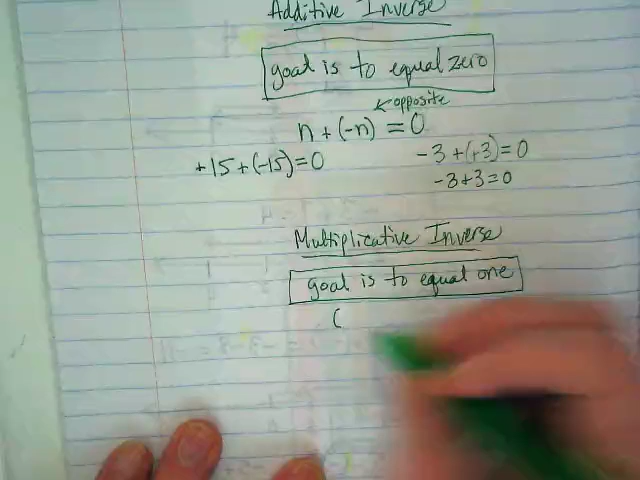 Additive Inverse
goal is to equal zero
←opposite
n + (-n) = 0
+15 + (-15) = 0
-3 + (+3) = 0
-3 + 3 = 0
Multiplicative Inverse
goal is to equal one
(